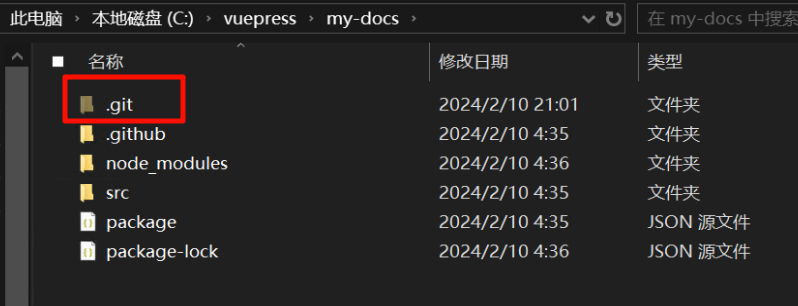 此电脑 › 本地磁盘 (C:) › vuepress › my-docs › 在 my-docs 中搜索
名称 修改日期 类型
.git 2024/2/10 21:01 文件夹
.github 2024/2/10 4:35 文件夹
node_modules 2024/2/10 4:36 文件夹
src 2024/2/10 4:35 文件夹
package 2024/2/10 4:35 JSON 源文件
package-lock 2024/2/10 4:36 JSON 源文件